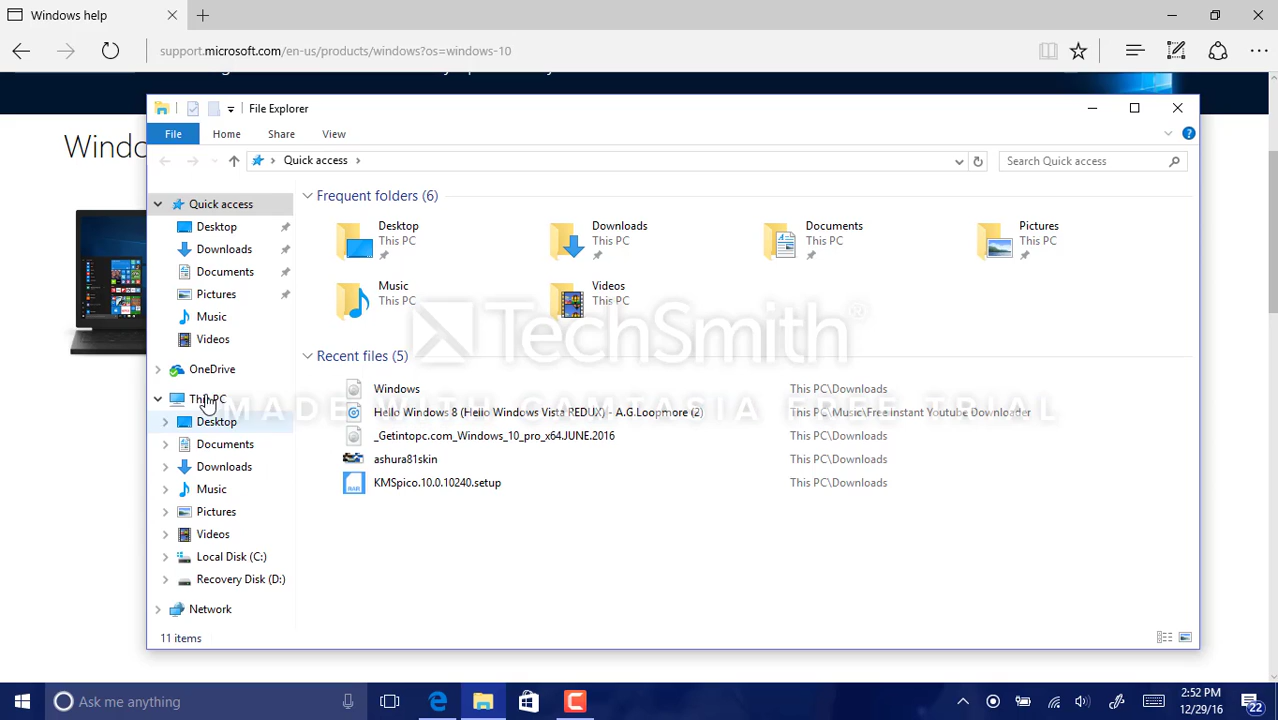 Windows help
support.microsoft.com/en-us/products/windows?os=windows-10
File Explorer
File Home Share View
Quick access
Search Quick access
Quick access
Desktop
Downloads
Documents
Pictures
Music
Videos
OneDrive
This PC
Desktop
Documents
Downloads
Music
Pictures
Videos
Local Disk (C:)
Recovery Disk (D:)
Network
Frequent folders (6)
Desktop
This PC
Downloads
This PC
Documents
This PC
Pictures
This PC
Music
This PC
Videos
This PC
Recent files (5)
Windows This PC\Downloads
Hello Windows 8 (Hello Windows Vista REDUX) - A.G.Loopmore (2) This PC\Music\Free Instant Youtube Downloader
_Getintopc.com_Windows_10_pro_x64.JUNE.2016 This PC\Downloads
ashura81skin This PC\Downloads
KMSpico.10.0.10240.setup This PC\Downloads
TechSmith®
MADE WITH CAMTASIA FREE TRIAL
11 items
Ask me anything
2:52 PM
12/29/16
22